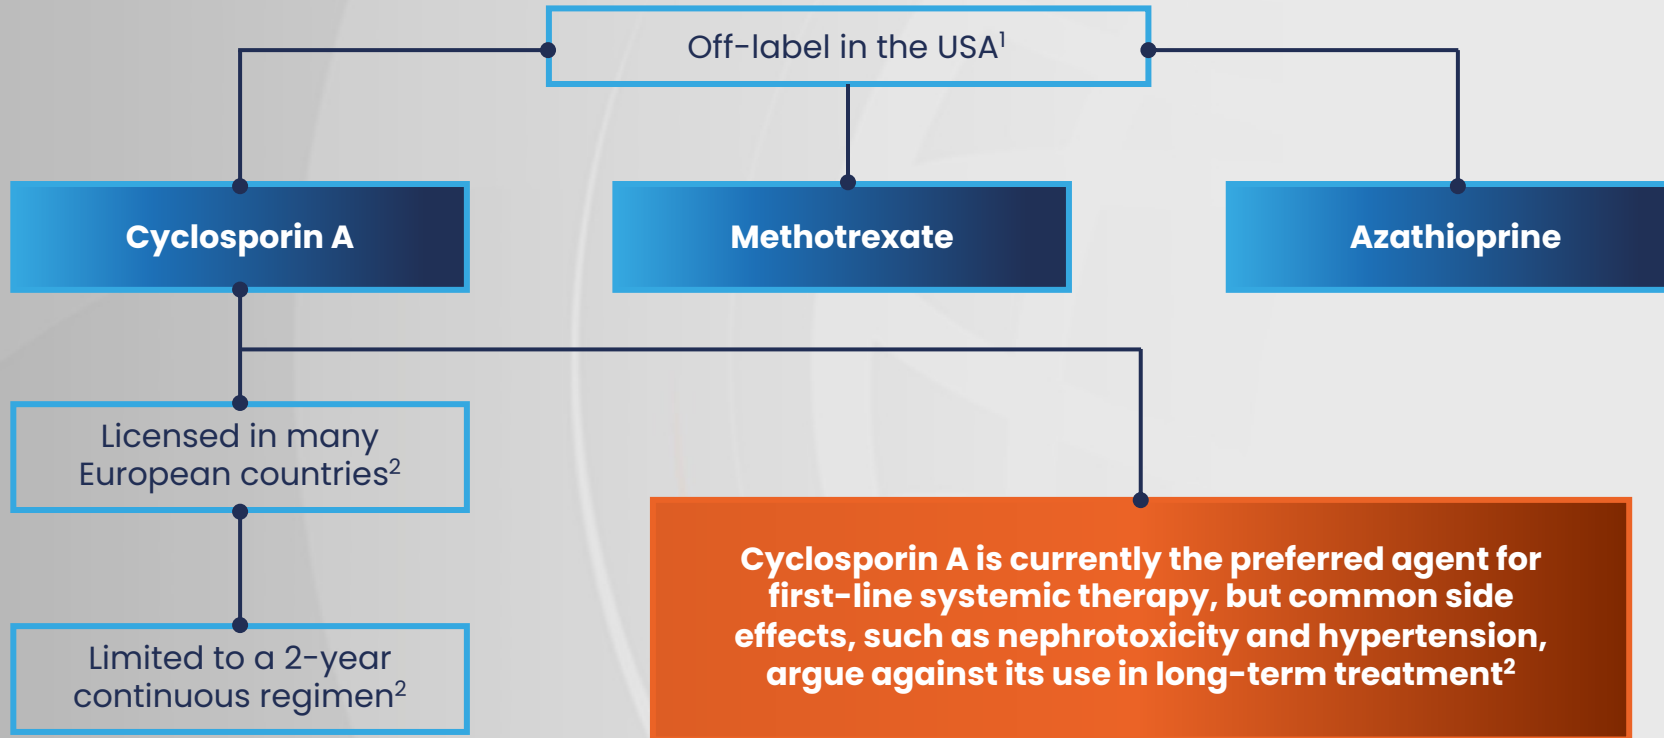 Off-label in the USA¹
Cyclosporin A
Methotrexate
Azathioprine
Licensed in many
European countries²
Limited to a 2-year
continuous regimen²
Cyclosporin A is currently the preferred agent for
first-line systemic therapy, but common side
effects, such as nephrotoxicity and hypertension,
argue against its use in long-term treatment²